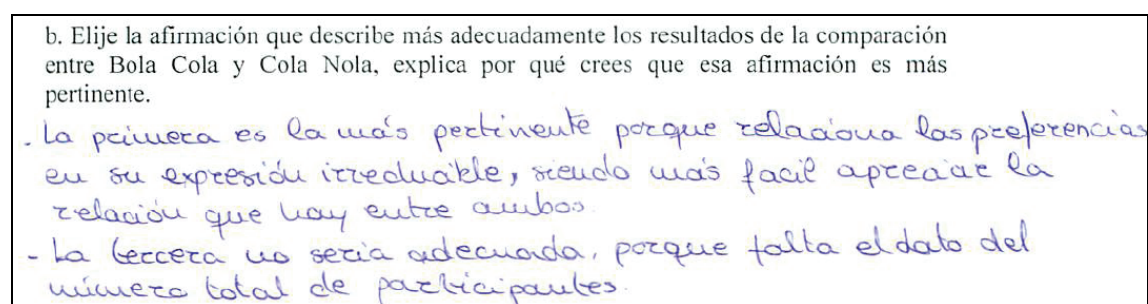 b. Elije la afirmación que describe más adecuadamente los resultados de la comparación
entre Bola Cola y Cola Nola, explica por qué crees que esa afirmación es más
pertinente.
. La primera es la más pertinente porque relaciona las preferencias
en su expresión irreducible, siendo más facil apreciar la
relación que hay entre ambos.
- La tercera no seria adecuada, porque falta el dato del
número total de participantes.